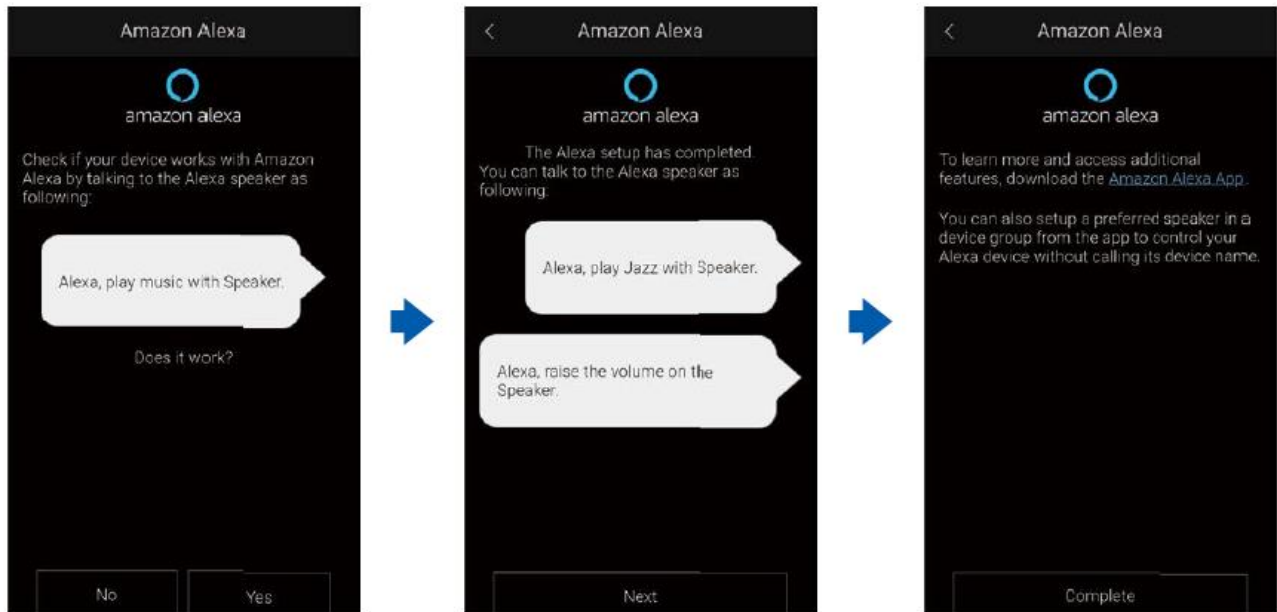 Amazon Alexa
amazon alexa
Check if your device works with Amazon
Alexa by talking to the Alexa speaker as
following:
Alexa, play music with Speaker.
Does it work?
No
Yes
Amazon Alexa
amazon alexa
The Alexa setup has completed.
You can talk to the Alexa speaker as
following:
Alexa, play Jazz with Speaker.
Alexa, raise the volume on the
Speaker.
Next
Amazon Alexa
amazon alexa
To learn more and access additional
features, download the Amazon Alexa App.
You can also setup a preferred speaker in a
device group from the app to control your
Alexa device without calling its device name.
Complete